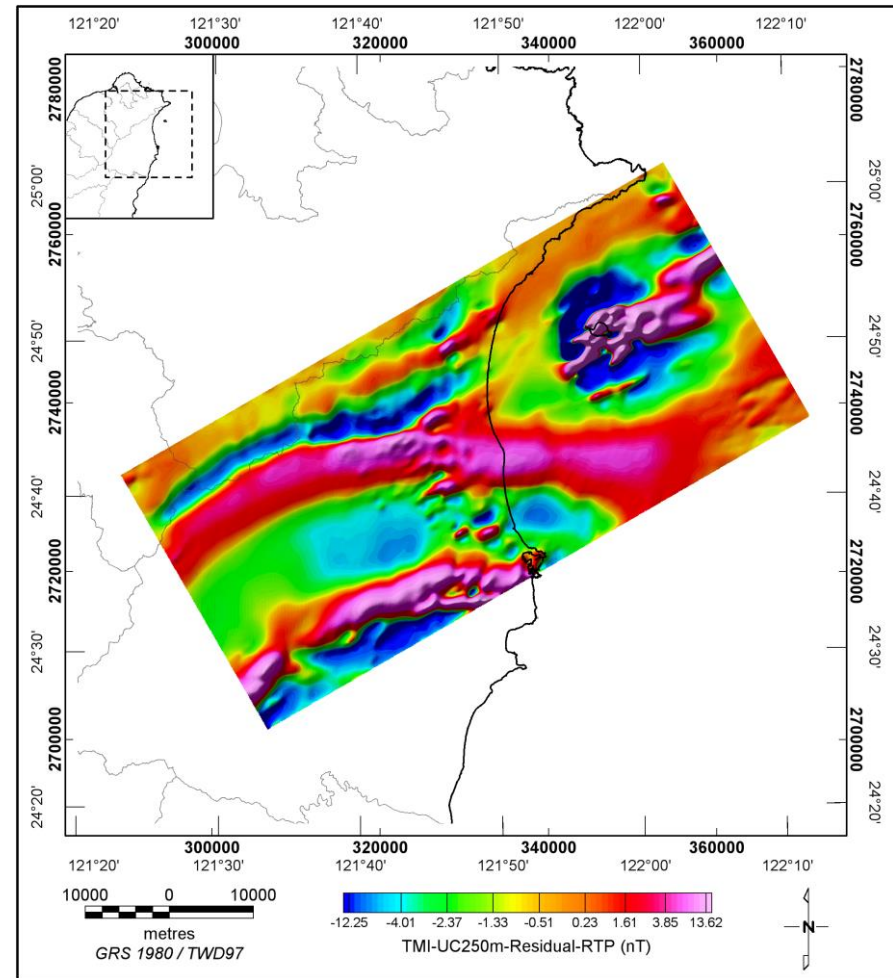 121°20' 121°30' 121°40' 121°50' 122°00' 122°10'
300000 320000 340000 360000
2780000 2780000
25°00' 25°00'
2760000 2760000
24°50' 24°50'
2740000 2740000
24°40' 24°40'
2720000 2720000
24°30' 24°30'
2700000 2700000
24°20' 24°20'
300000 320000 340000 360000
121°20' 121°30' 121°40' 121°50' 122°00' 122°10'
10000 0 10000
metres
GRS 1980 / TWD97
-12.25 -4.01 -2.37 -1.33 -0.51 0.23 1.61 3.85 13.62
TMI-UC250m-Residual-RTP (nT)
N